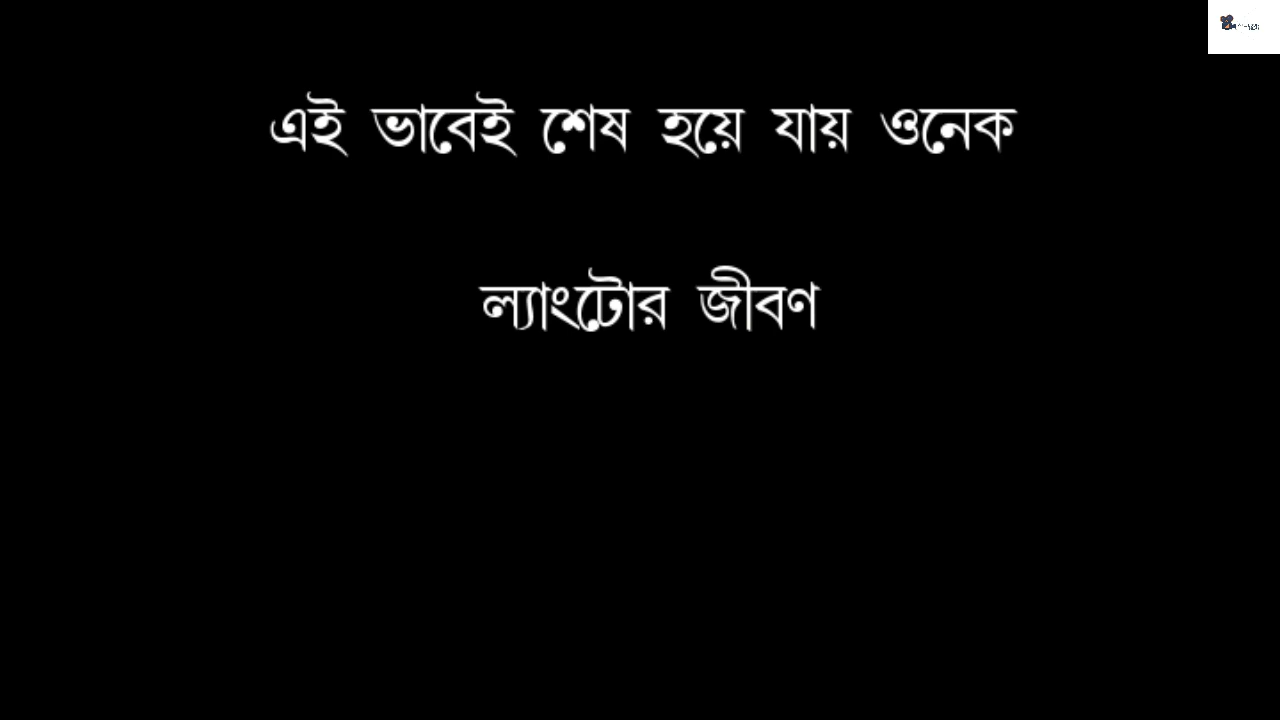 এই ভাবেই শেষ হয়ে যায় ওনেক
ল্যাংটোর জীবণ